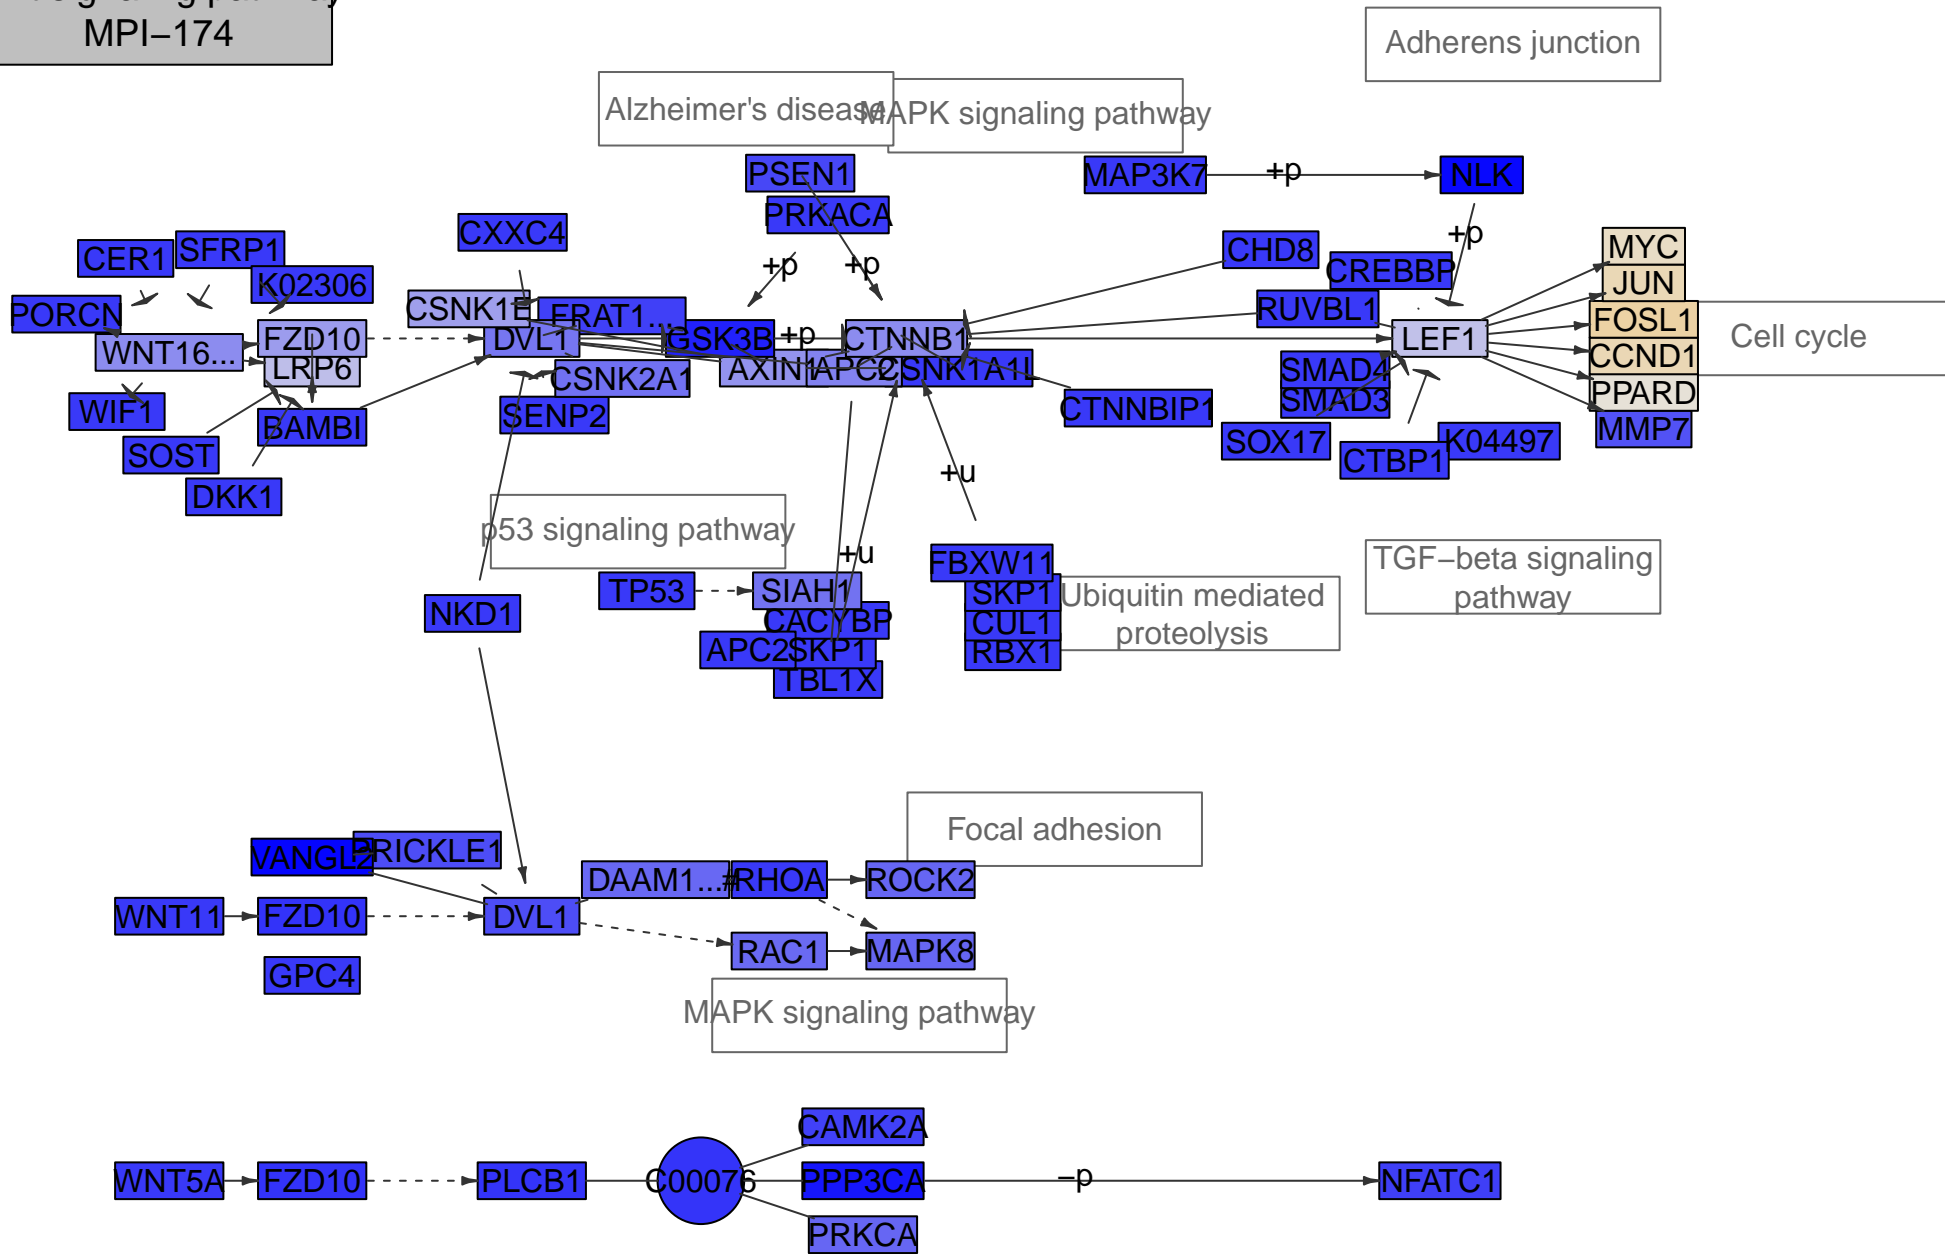 MPI−174
Adherens junction
Alzheimer's disease
MAPK signaling pathway
PSEN1
MAP3K7
+p
NLK
PRKACA
CXXC4
CER1
SFRP1
K02306
+p
+p
CHD8
CREBBP
+p
MYC
JUN
PORCN
CSNK1E
FRAT1...
RUVBL1
FOSL1
WNT16...
FZD10
DVL1
GSK3B
+p
CTNNB1
LEF1
Cell cycle
LRP6
AXIN1
APC2
CSNK1A1L
SMAD4
CCND1
CSNK2A1
SMAD3
PPARD
WIF1
BAMBI
SENP2
CTNNBIP1
MMP7
SOST
SOX17
K04497
CTBP1
DKK1
+u
p53 signaling pathway
+u
FBXW11
TGF−beta signaling
pathway
TP53
SIAH1
SKP1
Ubiquitin mediated
proteolysis
NKD1
CACYBP
CUL1
APC2
SKP1
RBX1
TBL1X
Focal adhesion
VANGL2
PRICKLE1
DAAM1...#
RHOA
ROCK2
WNT11
FZD10
DVL1
RAC1
MAPK8
GPC4
MAPK signaling pathway
CAMK2A
WNT5A
FZD10
PLCB1
C00076
PPP3CA
−p
NFATC1
PRKCA